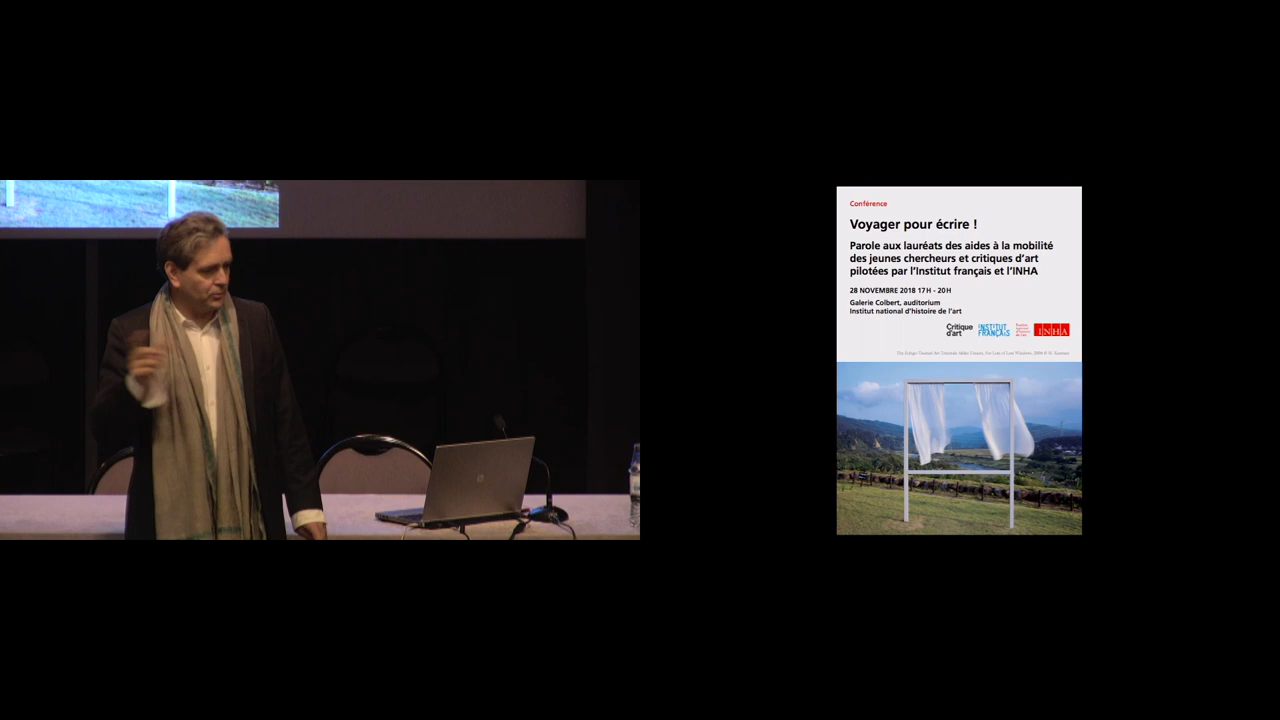 Conférence
Voyager pour écrire !
Parole aux lauréats des aides à la mobilité
des jeunes chercheurs et critiques d'art
pilotées par l'Institut français et l'INHA
28 NOVEMBRE 2018 17H - 20H
Galerie Colbert, auditorium
Institut national d'histoire de l'art
Critique
d'art
INSTITUT
FRANÇAIS
INHA